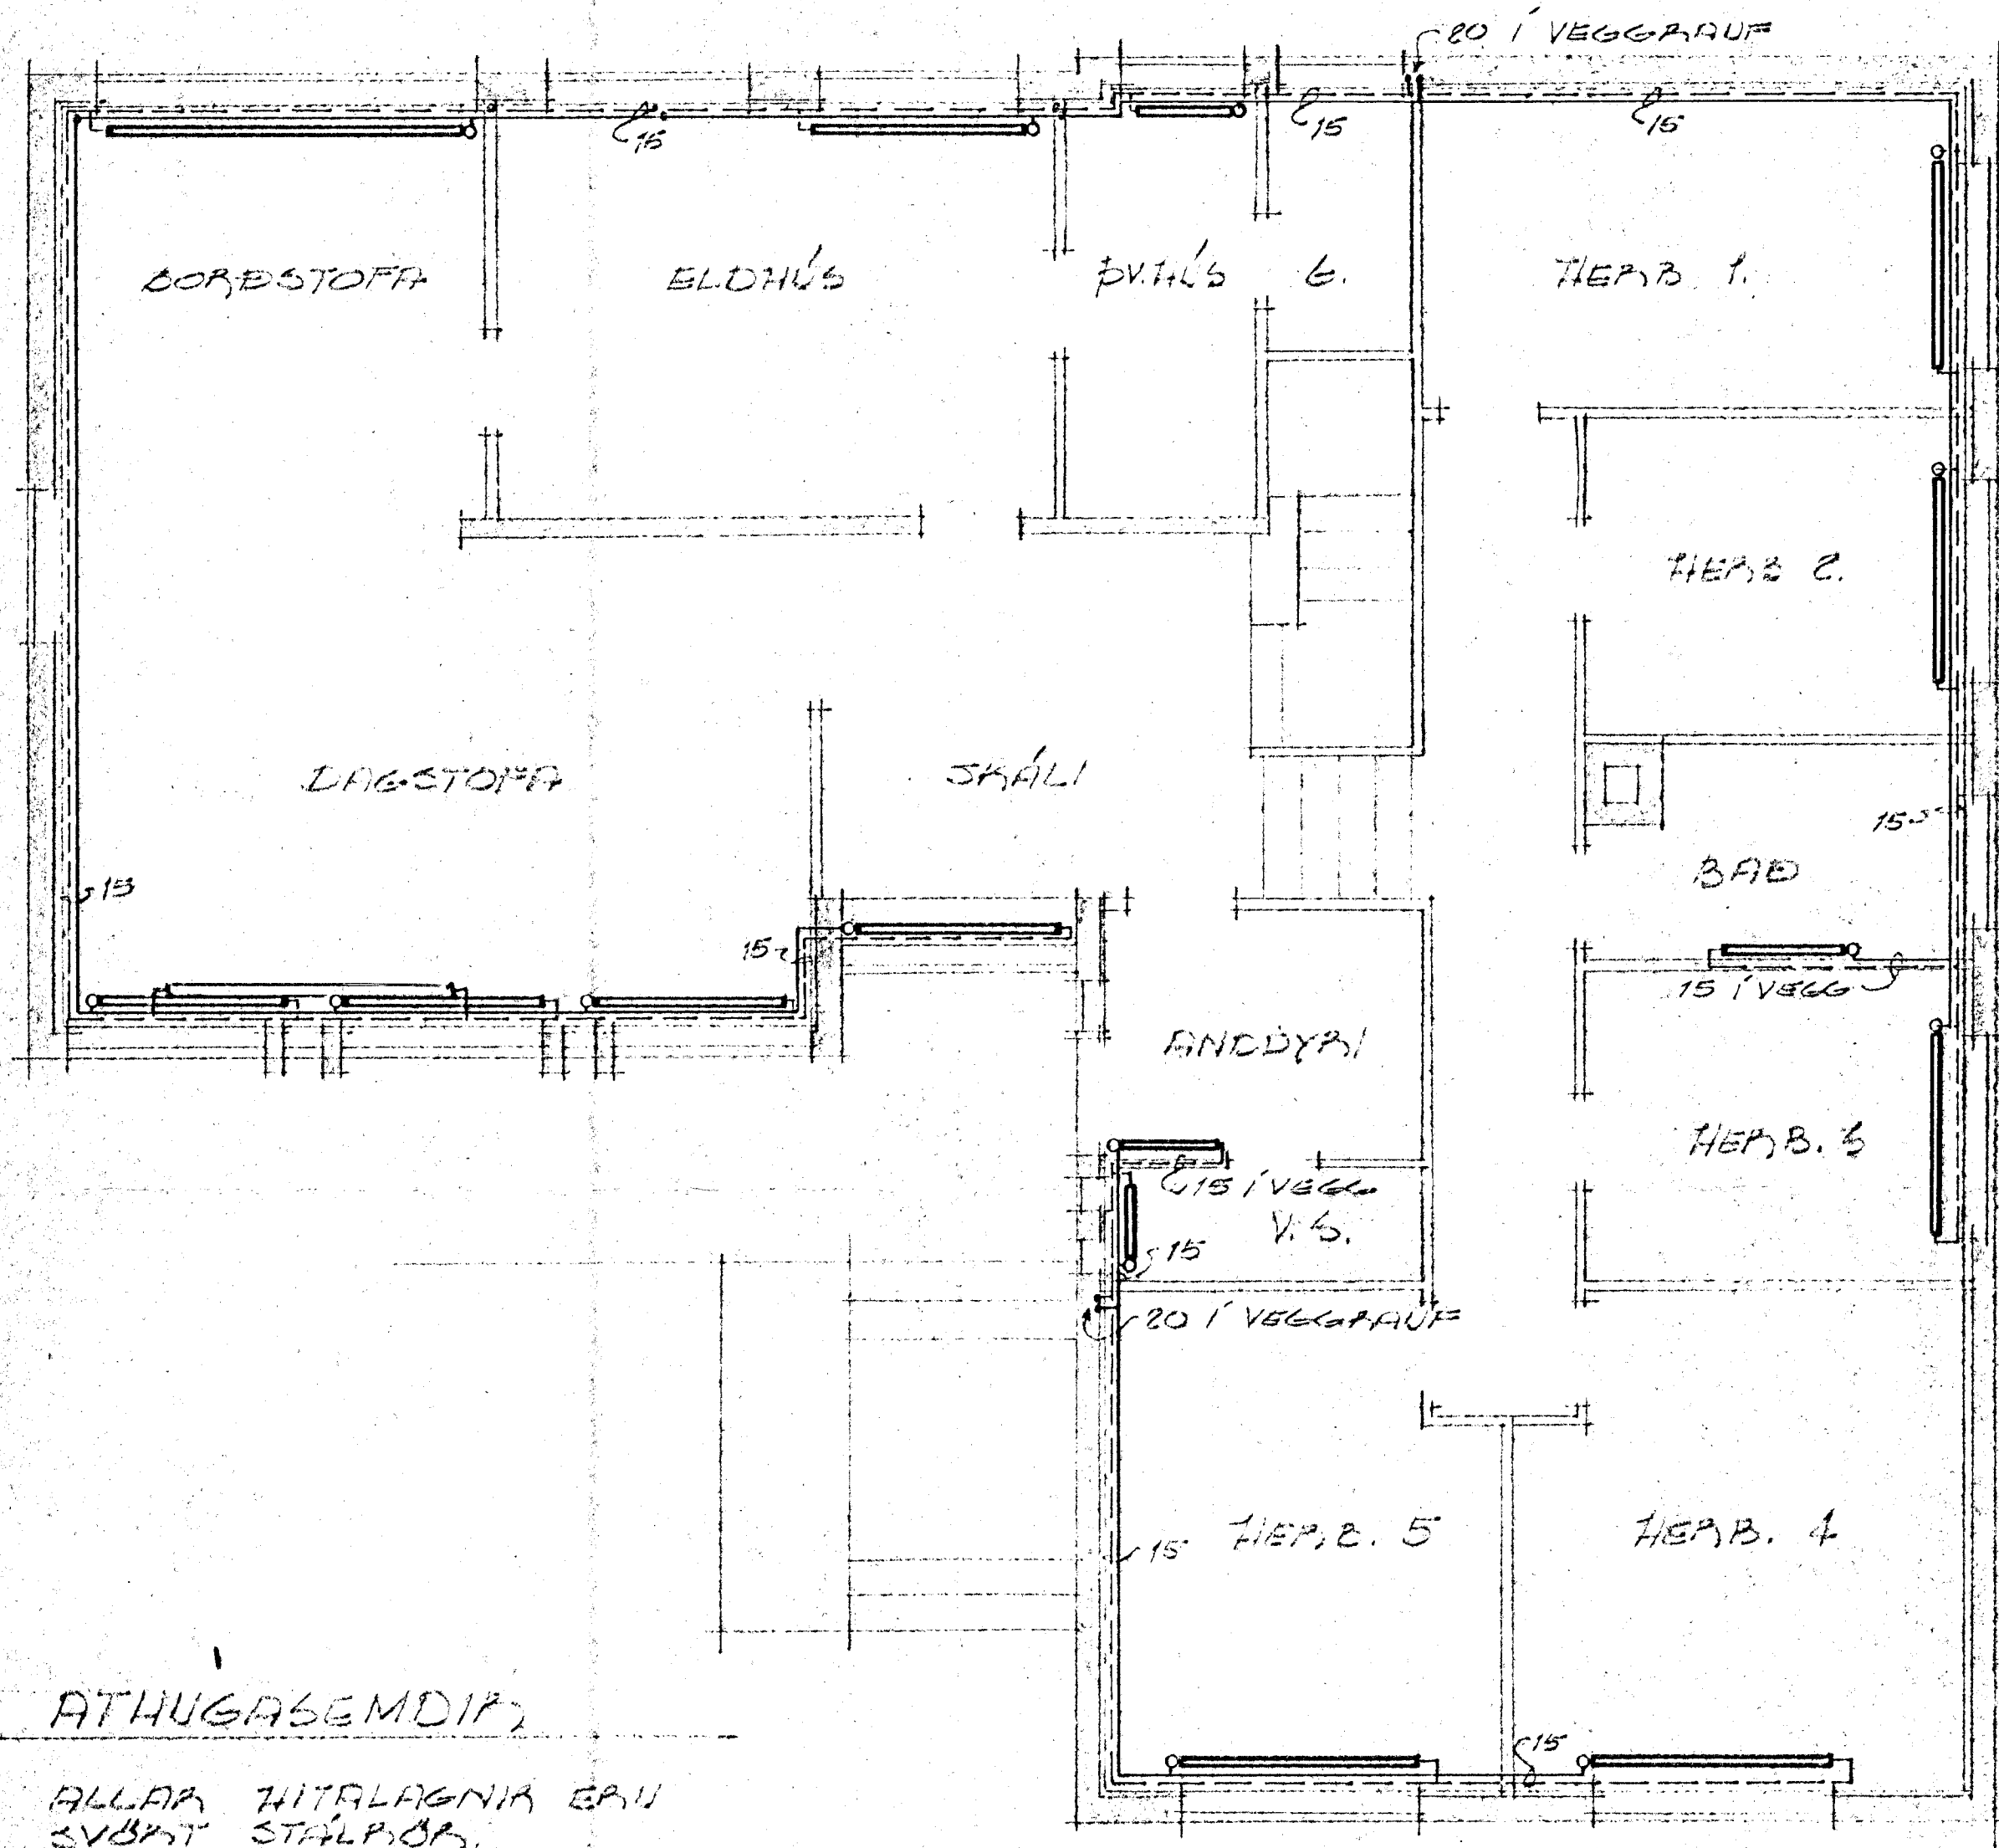 20 Í VEGGRAUF
15
15
15
BORÐSTOFA
ELDHÚS
ÞV.HÚS
G.
HERB 1.
HERB 2.
DAGSTOFA
SKÁLI
15
BAÐ
15
15
15 Í VEGG
ANDDYRI
HERB. 3
15 Í VEGG
V.S.
15
20 Í VEGGRAUF
15
HERB. 5
HERB. 4
15
ATHUGASEMDIR
ALLAR HITALAGNIR ERU
SVÖRT STÁLRÖR.